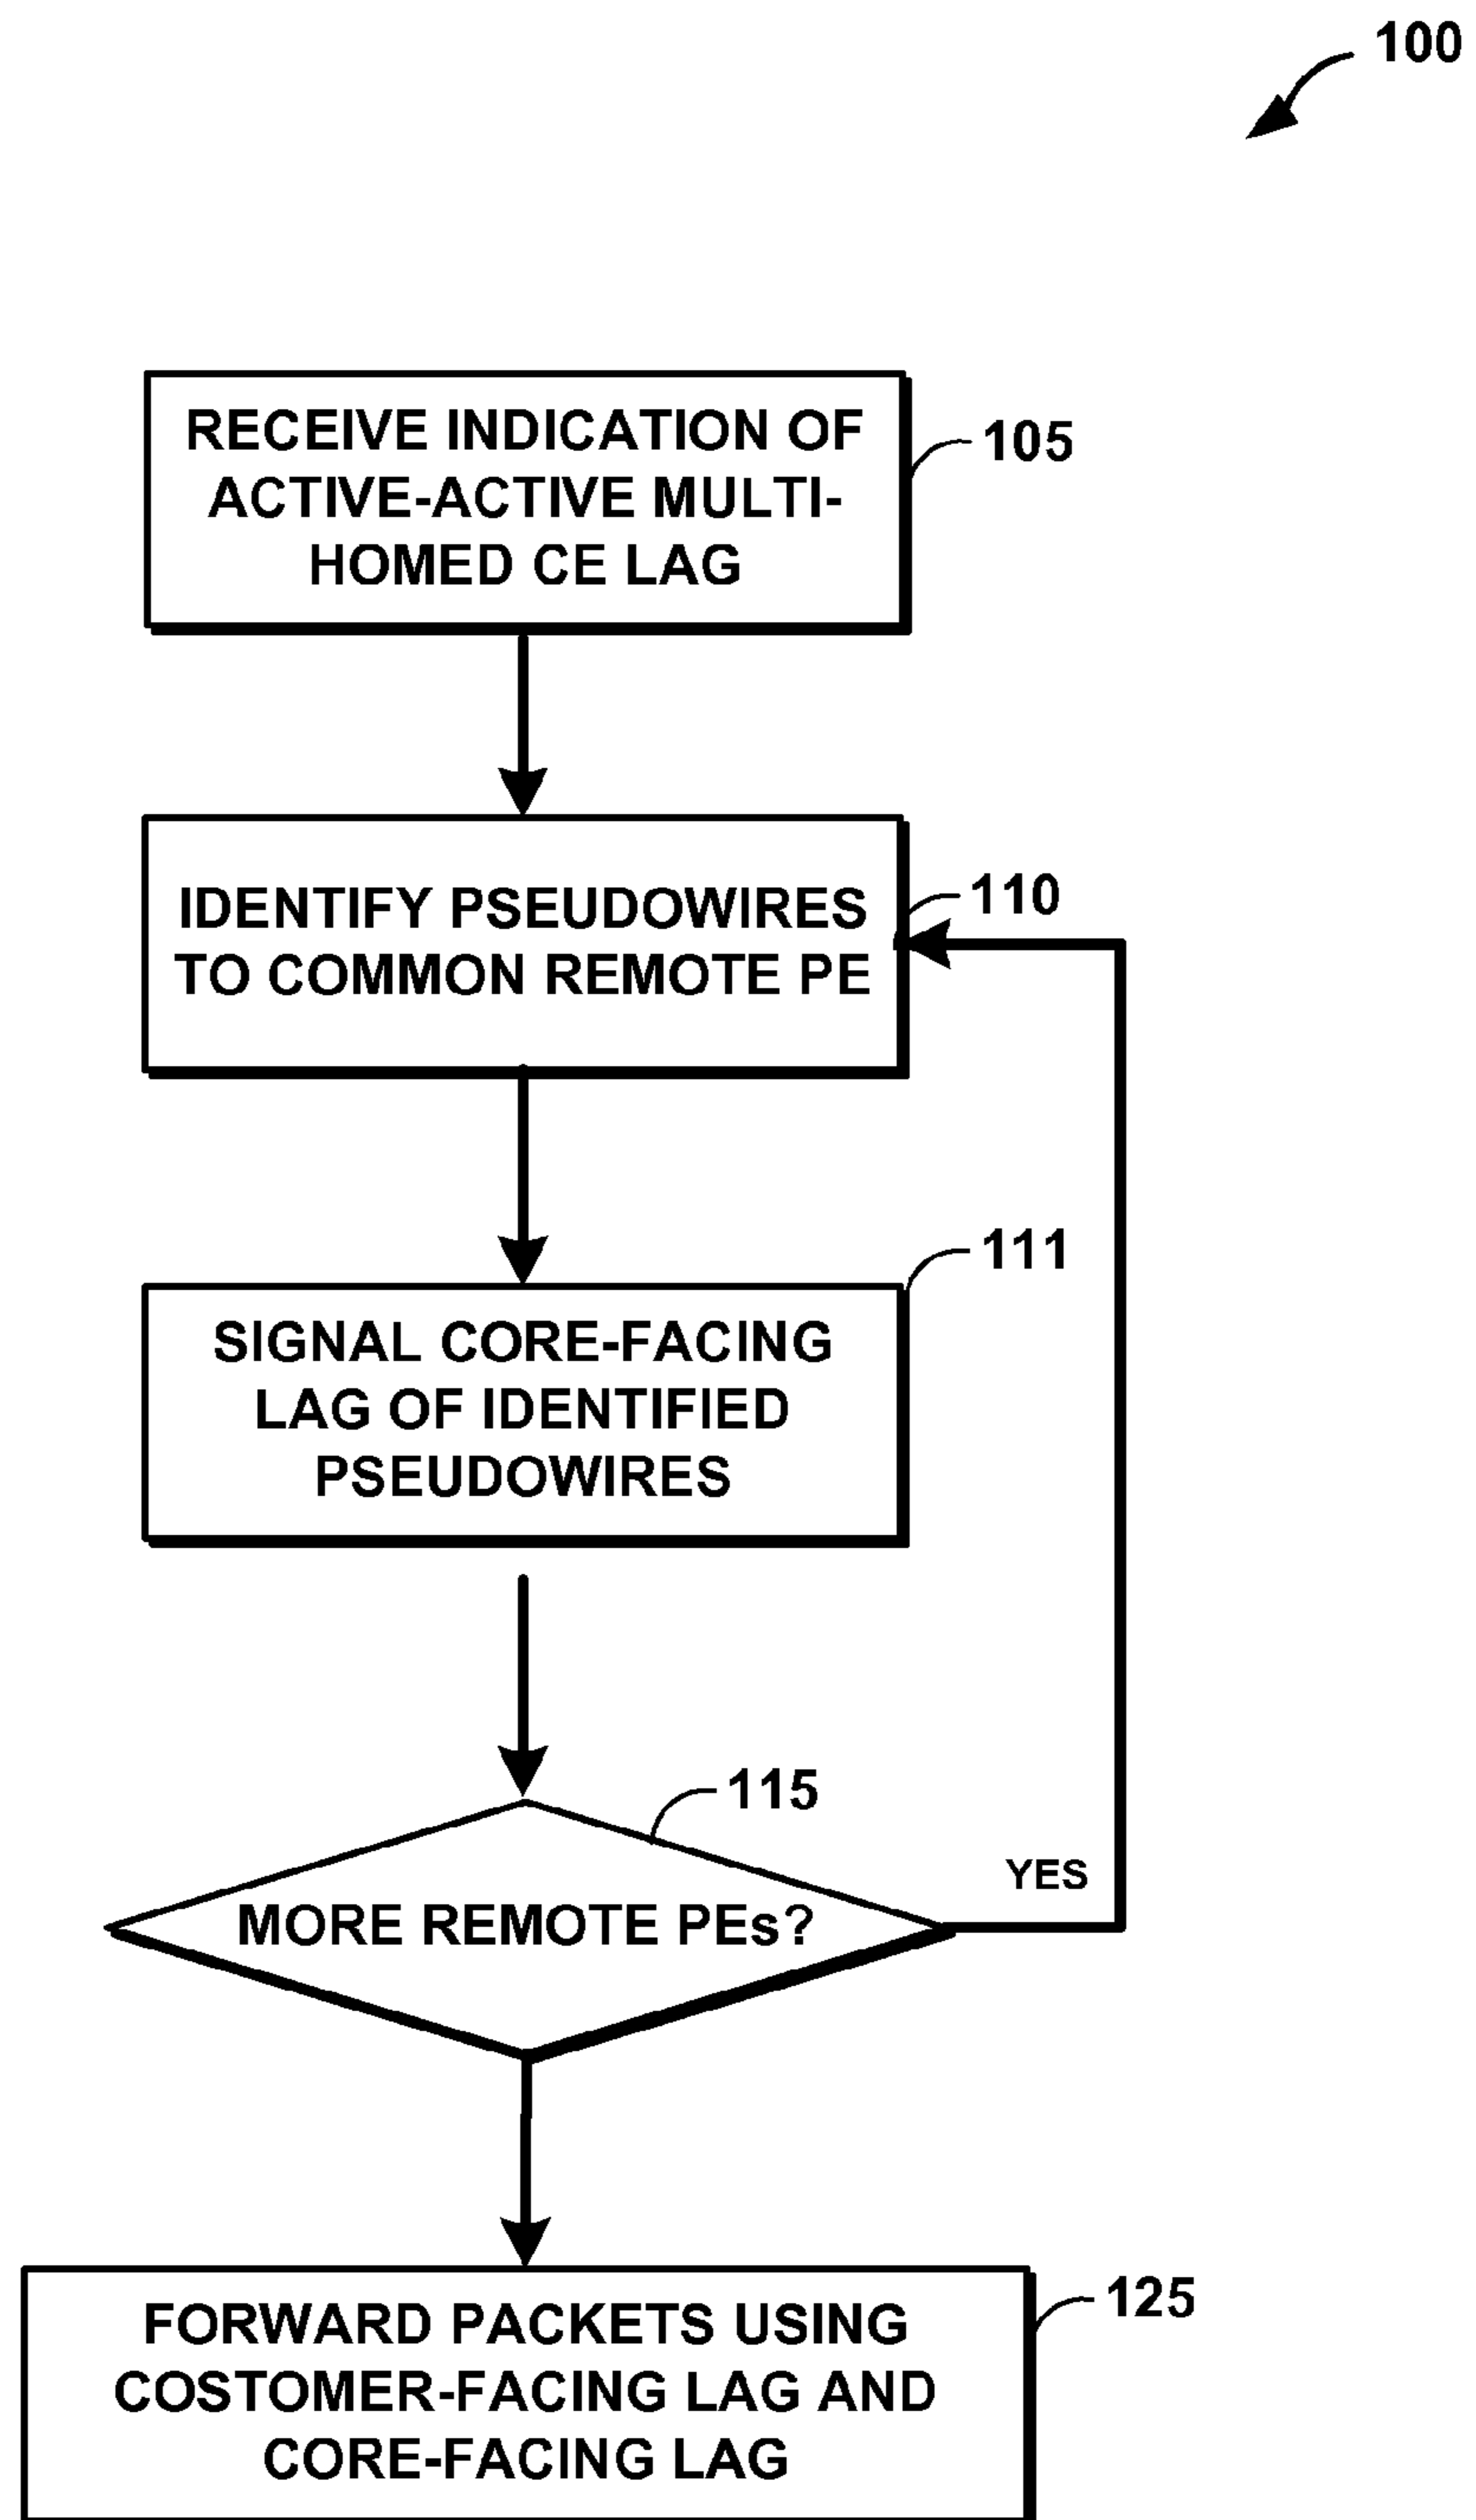 100
RECEIVE INDICATION OF
ACTIVE-ACTIVE MULTI-
HOMED CE LAG
105
IDENTIFY PSEUDOWIRES
TO COMMON REMOTE PE
110
SIGNAL CORE-FACING
LAG OF IDENTIFIED
PSEUDOWIRES
111
MORE REMOTE PEs?
115
YES
FORWARD PACKETS USING
COSTOMER-FACING LAG AND
CORE-FACING LAG
125